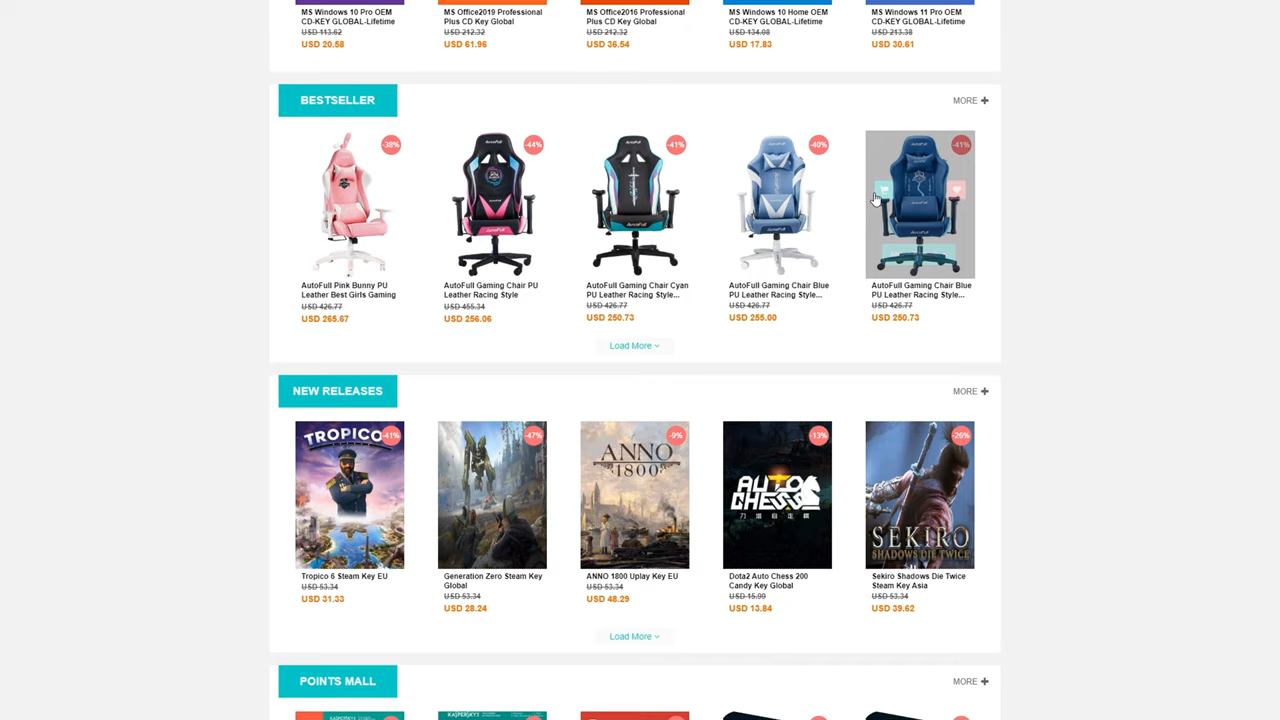 MS Windows 10 Pro OEM
CD-KEY GLOBAL-Lifetime
USD 113.62
USD 20.58
MS Office2019 Professional
Plus CD Key Global
USD 212.32
USD 61.96
MS Office2016 Professional
Plus CD Key Global
USD 212.32
USD 36.54
MS Windows 10 Home OEM
CD-KEY GLOBAL-Lifetime
USD 134.08
USD 17.83
MS Windows 11 Pro OEM
CD-KEY GLOBAL-Lifetime
USD 213.38
USD 30.61
BESTSELLER
MORE
-38%
AutoFull Pink Bunny PU
Leather Best Girls Gaming
USD 426.77
USD 265.67
-44%
AutoFull
AutoFull Gaming Chair PU
Leather Racing Style
USD 455.34
USD 256.06
-41%
AutoFull
AutoFull Gaming Chair Cyan
PU Leather Racing Style...
USD 426.77
USD 250.73
-40%
AutoFull
AutoFull Gaming Chair Blue
PU Leather Racing Style...
USD 426.77
USD 255.00
-41%
AutoFull
AutoFull Gaming Chair Blue
PU Leather Racing Style...
USD 426.77
USD 250.73
Load More
NEW RELEASES
MORE
TROPICO
-41%
Tropico 6 Steam Key EU
USD 53.34
USD 31.33
-47%
Generation Zero Steam Key
Global
USD 53.34
USD 28.24
-9%
ANNO
1800
ANNO 1800 Uplay Key EU
USD 53.34
USD 48.29
-13%
AUTO
CHESS
刀塔自走棋
Dota2 Auto Chess 200
Candy Key Global
USD 15.99
USD 13.84
-26%
SEKIRO
SHADOWS DIE TWICE
Sekiro Shadows Die Twice
Steam Key Asia
USD 53.34
USD 39.62
Load More
POINTS MALL
MORE
KASPERSKY
KASPERSKY